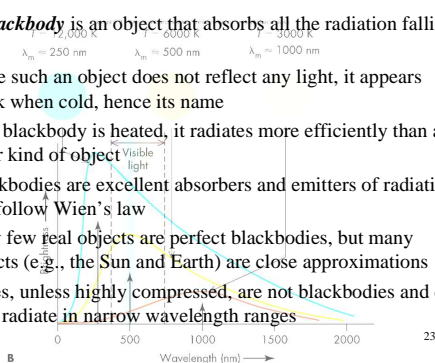 ackbody is an object that absorbs all the radiation falli
T = 12,000 K T = 6000 K T = 3000 K
λm = 250 nm λm = 500 nm λm = 1000 nm
e such an object does not reflect any light, it appears
k when cold, hence its name
blackbody is heated, it radiates more efficiently than a
r kind of object
Visible
light
kbodies are excellent absorbers and emitters of radiati
follow Wien's law
few real objects are perfect blackbodies, but many
cts (e.g., the Sun and Earth) are close approximations
es, unless highly compressed, are not blackbodies and
radiate in narrow wavelength ranges
Brightness
0 500 1000 1500 2000
23
B Wavelength (nm)